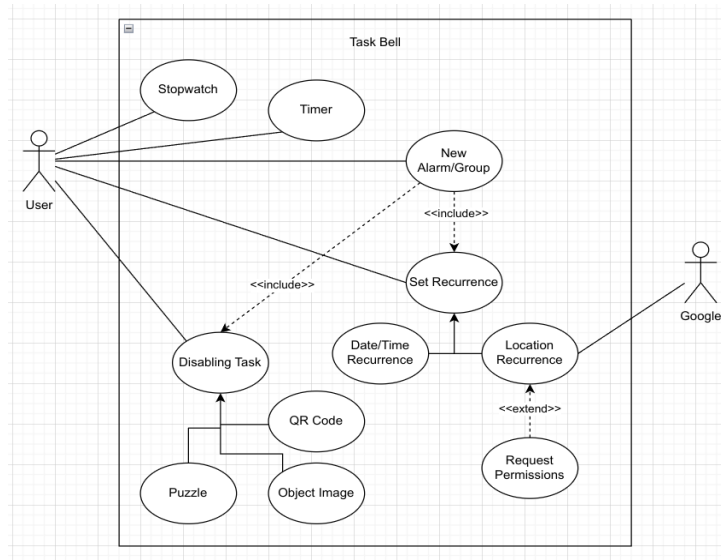 Task Bell
Stopwatch
Timer
New
Alarm/Group
User
<<include>>
<<include>>
Set Recurrence
Google
Disabling Task
Date/Time
Recurrence
Location
Recurrence
<<extend>>
QR Code
Request
Permissions
Puzzle
Object Image